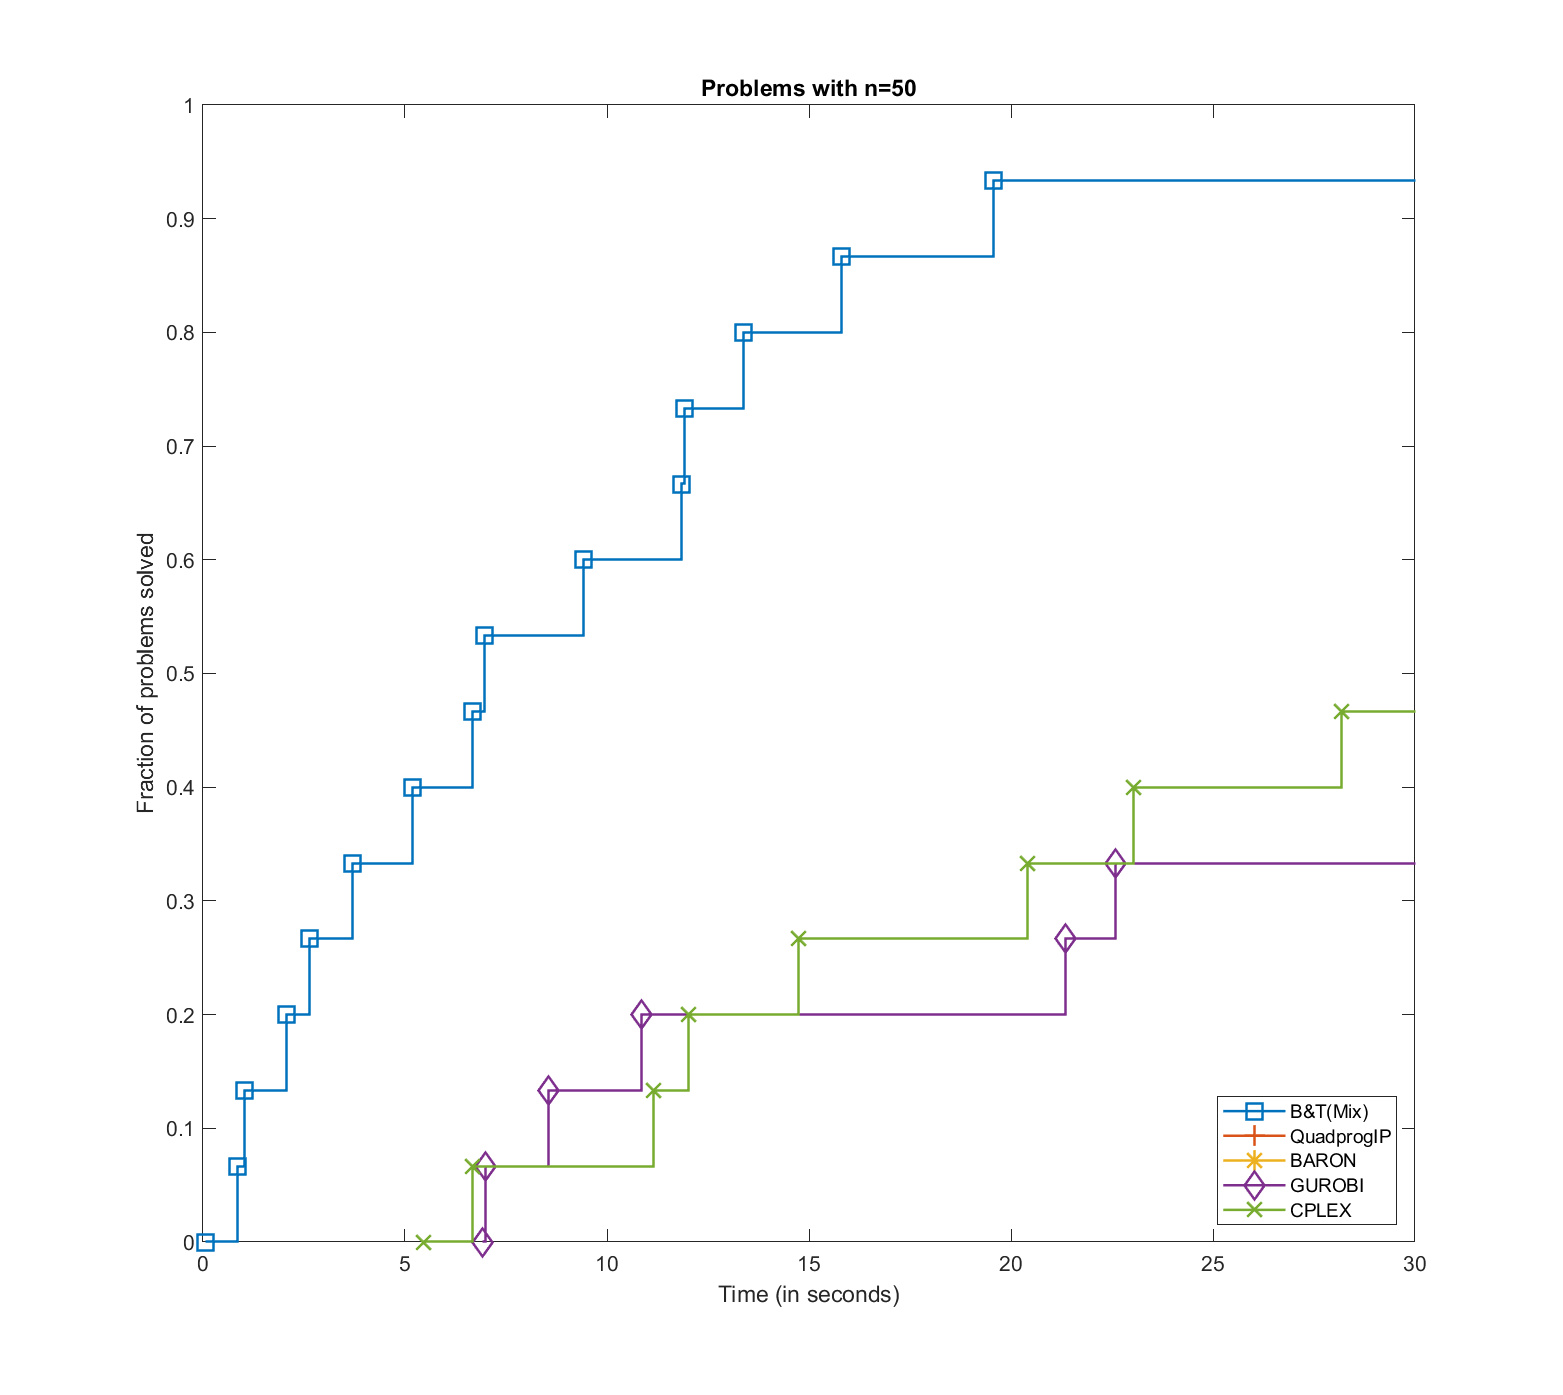 Problems with n=50
1
0.9
0.8
0.7
0.6
0.5
0.4
0.3
0.2
0.1
0
Fraction of problems solved
0 5 10 15 20 25 30
Time (in seconds)
B&T(Mix)
QuadprogIP
BARON
GUROBI
CPLEX